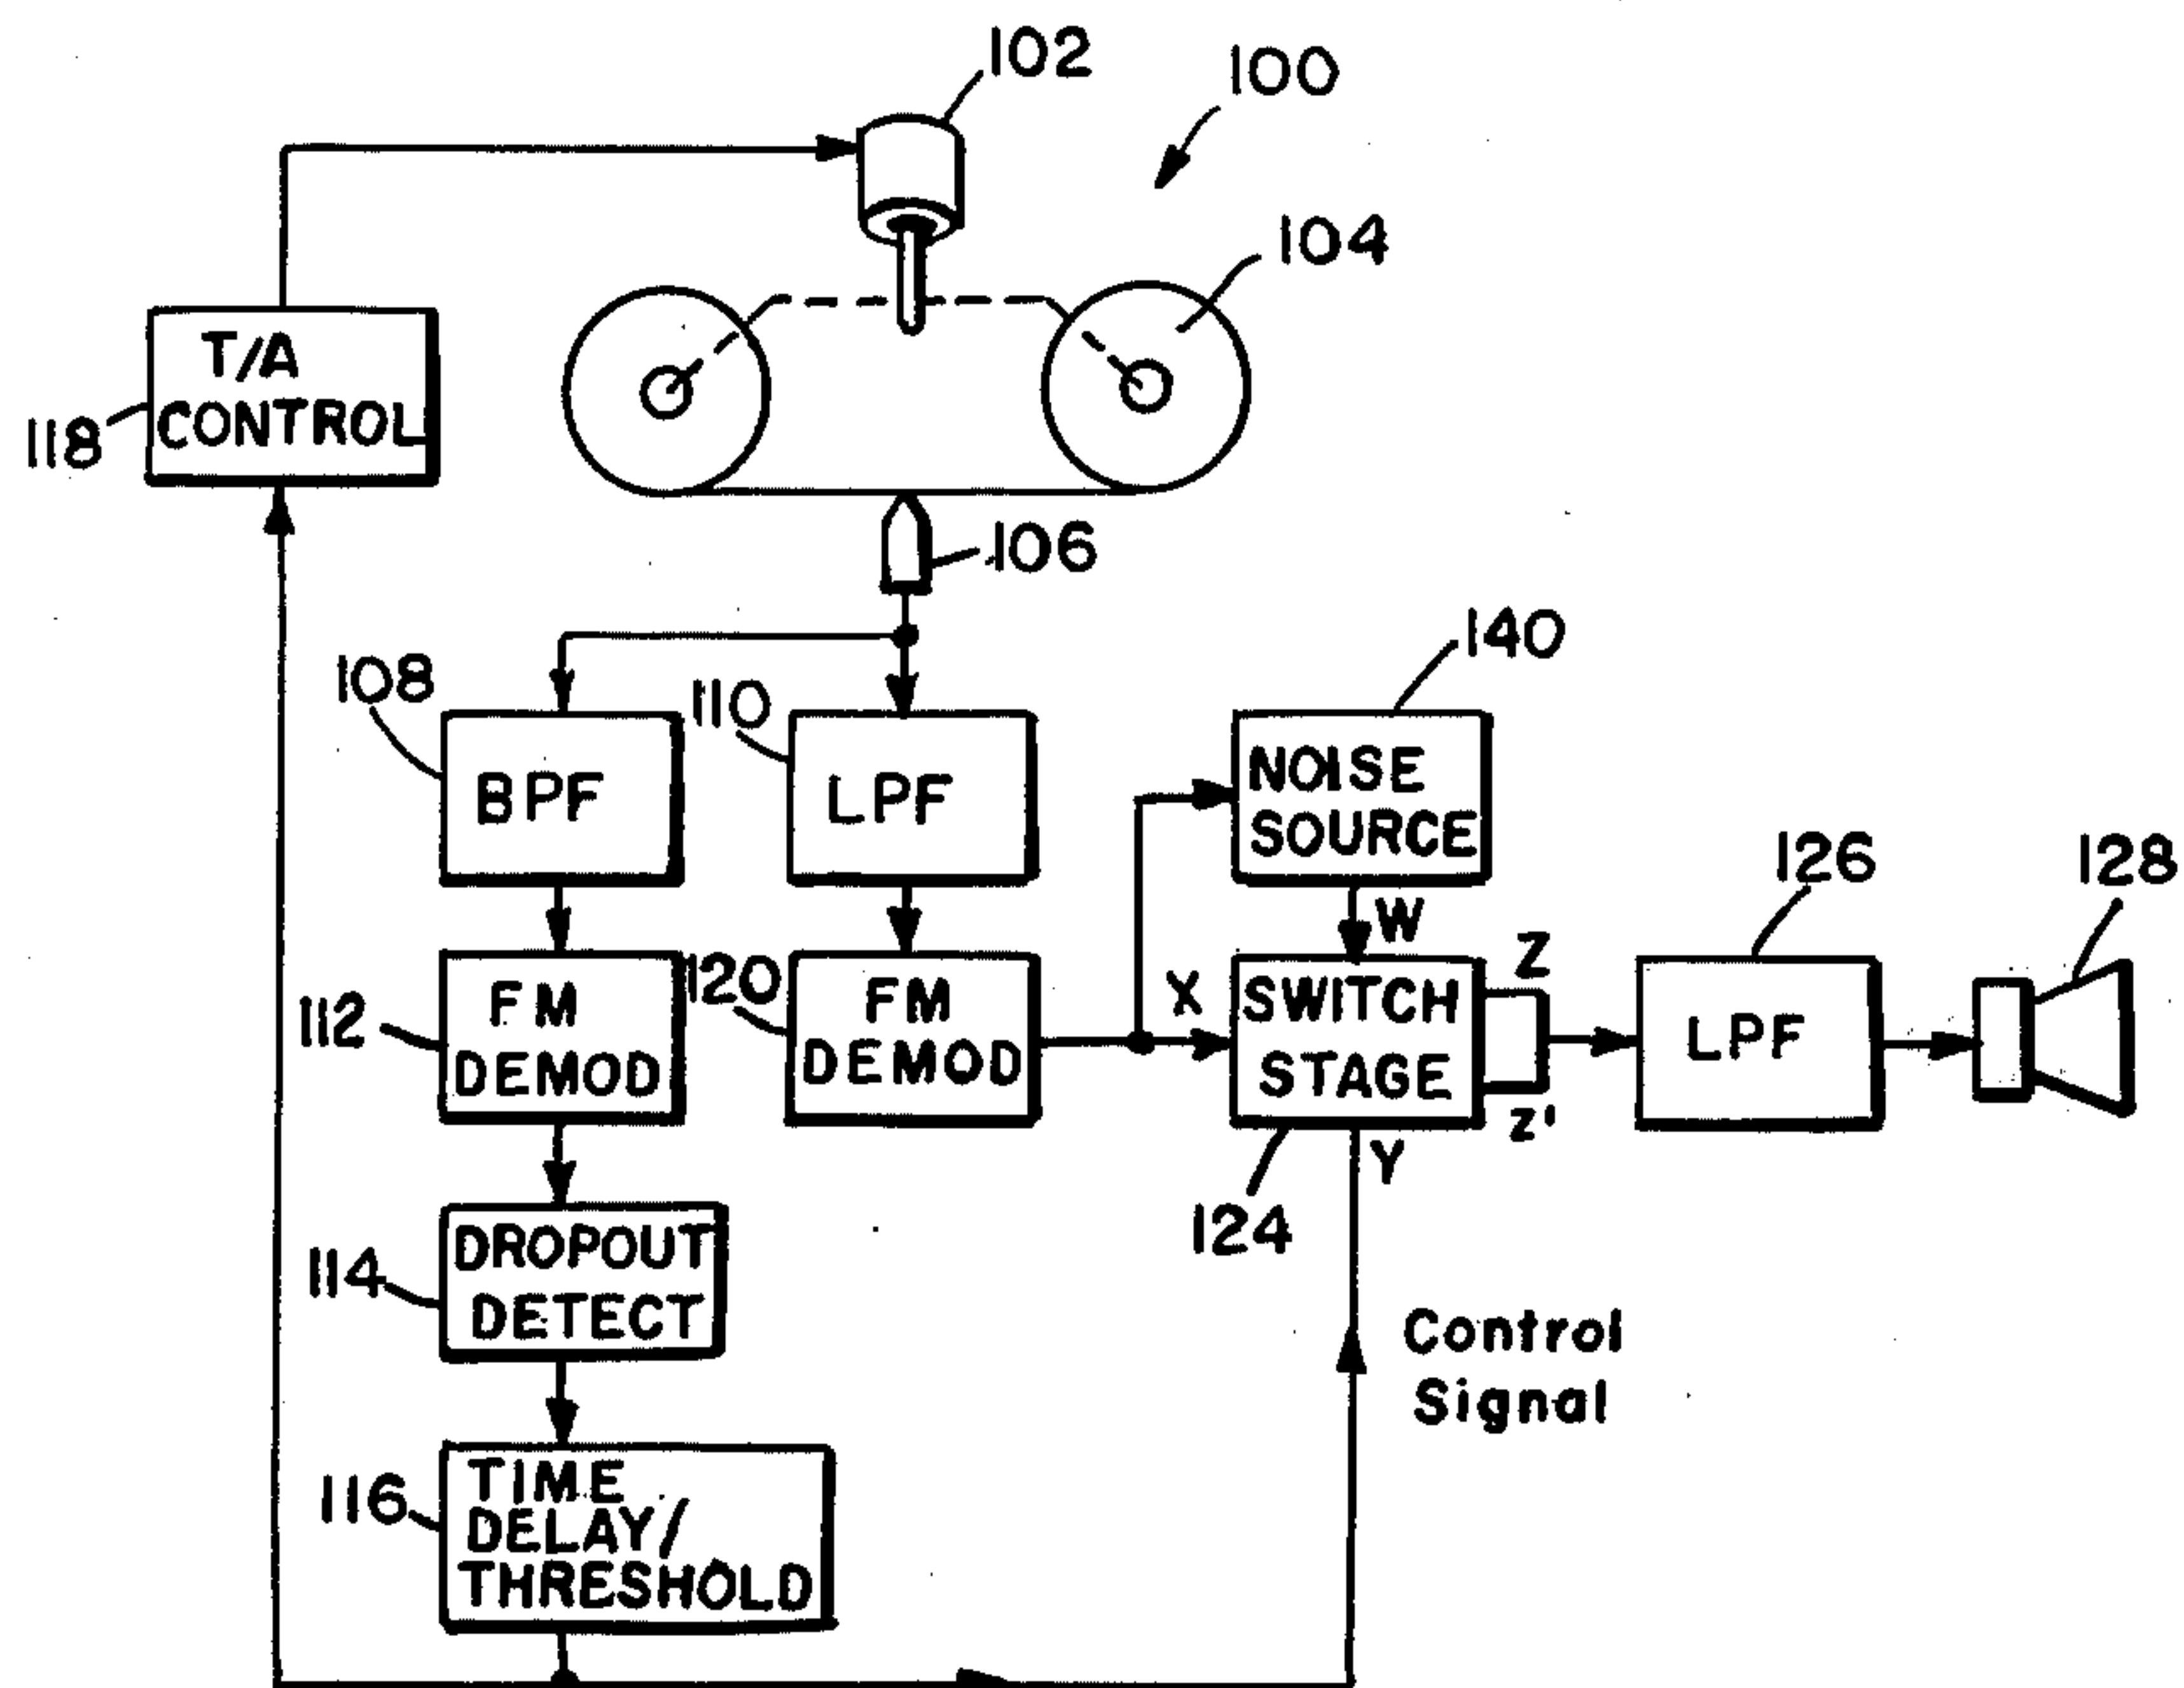 102
100
104
T/A
CONTROL
118
106
140
108
110
BPF
LPF
NOISE
SOURCE
126
128
W
112
FM
DEMOD
120
FM
DEMOD
X
SWITCH
STAGE
Z
Z'
LPF
Y
124
114
DROPOUT
DETECT
Control
Signal
116
TIME
DELAY/
THRESHOLD